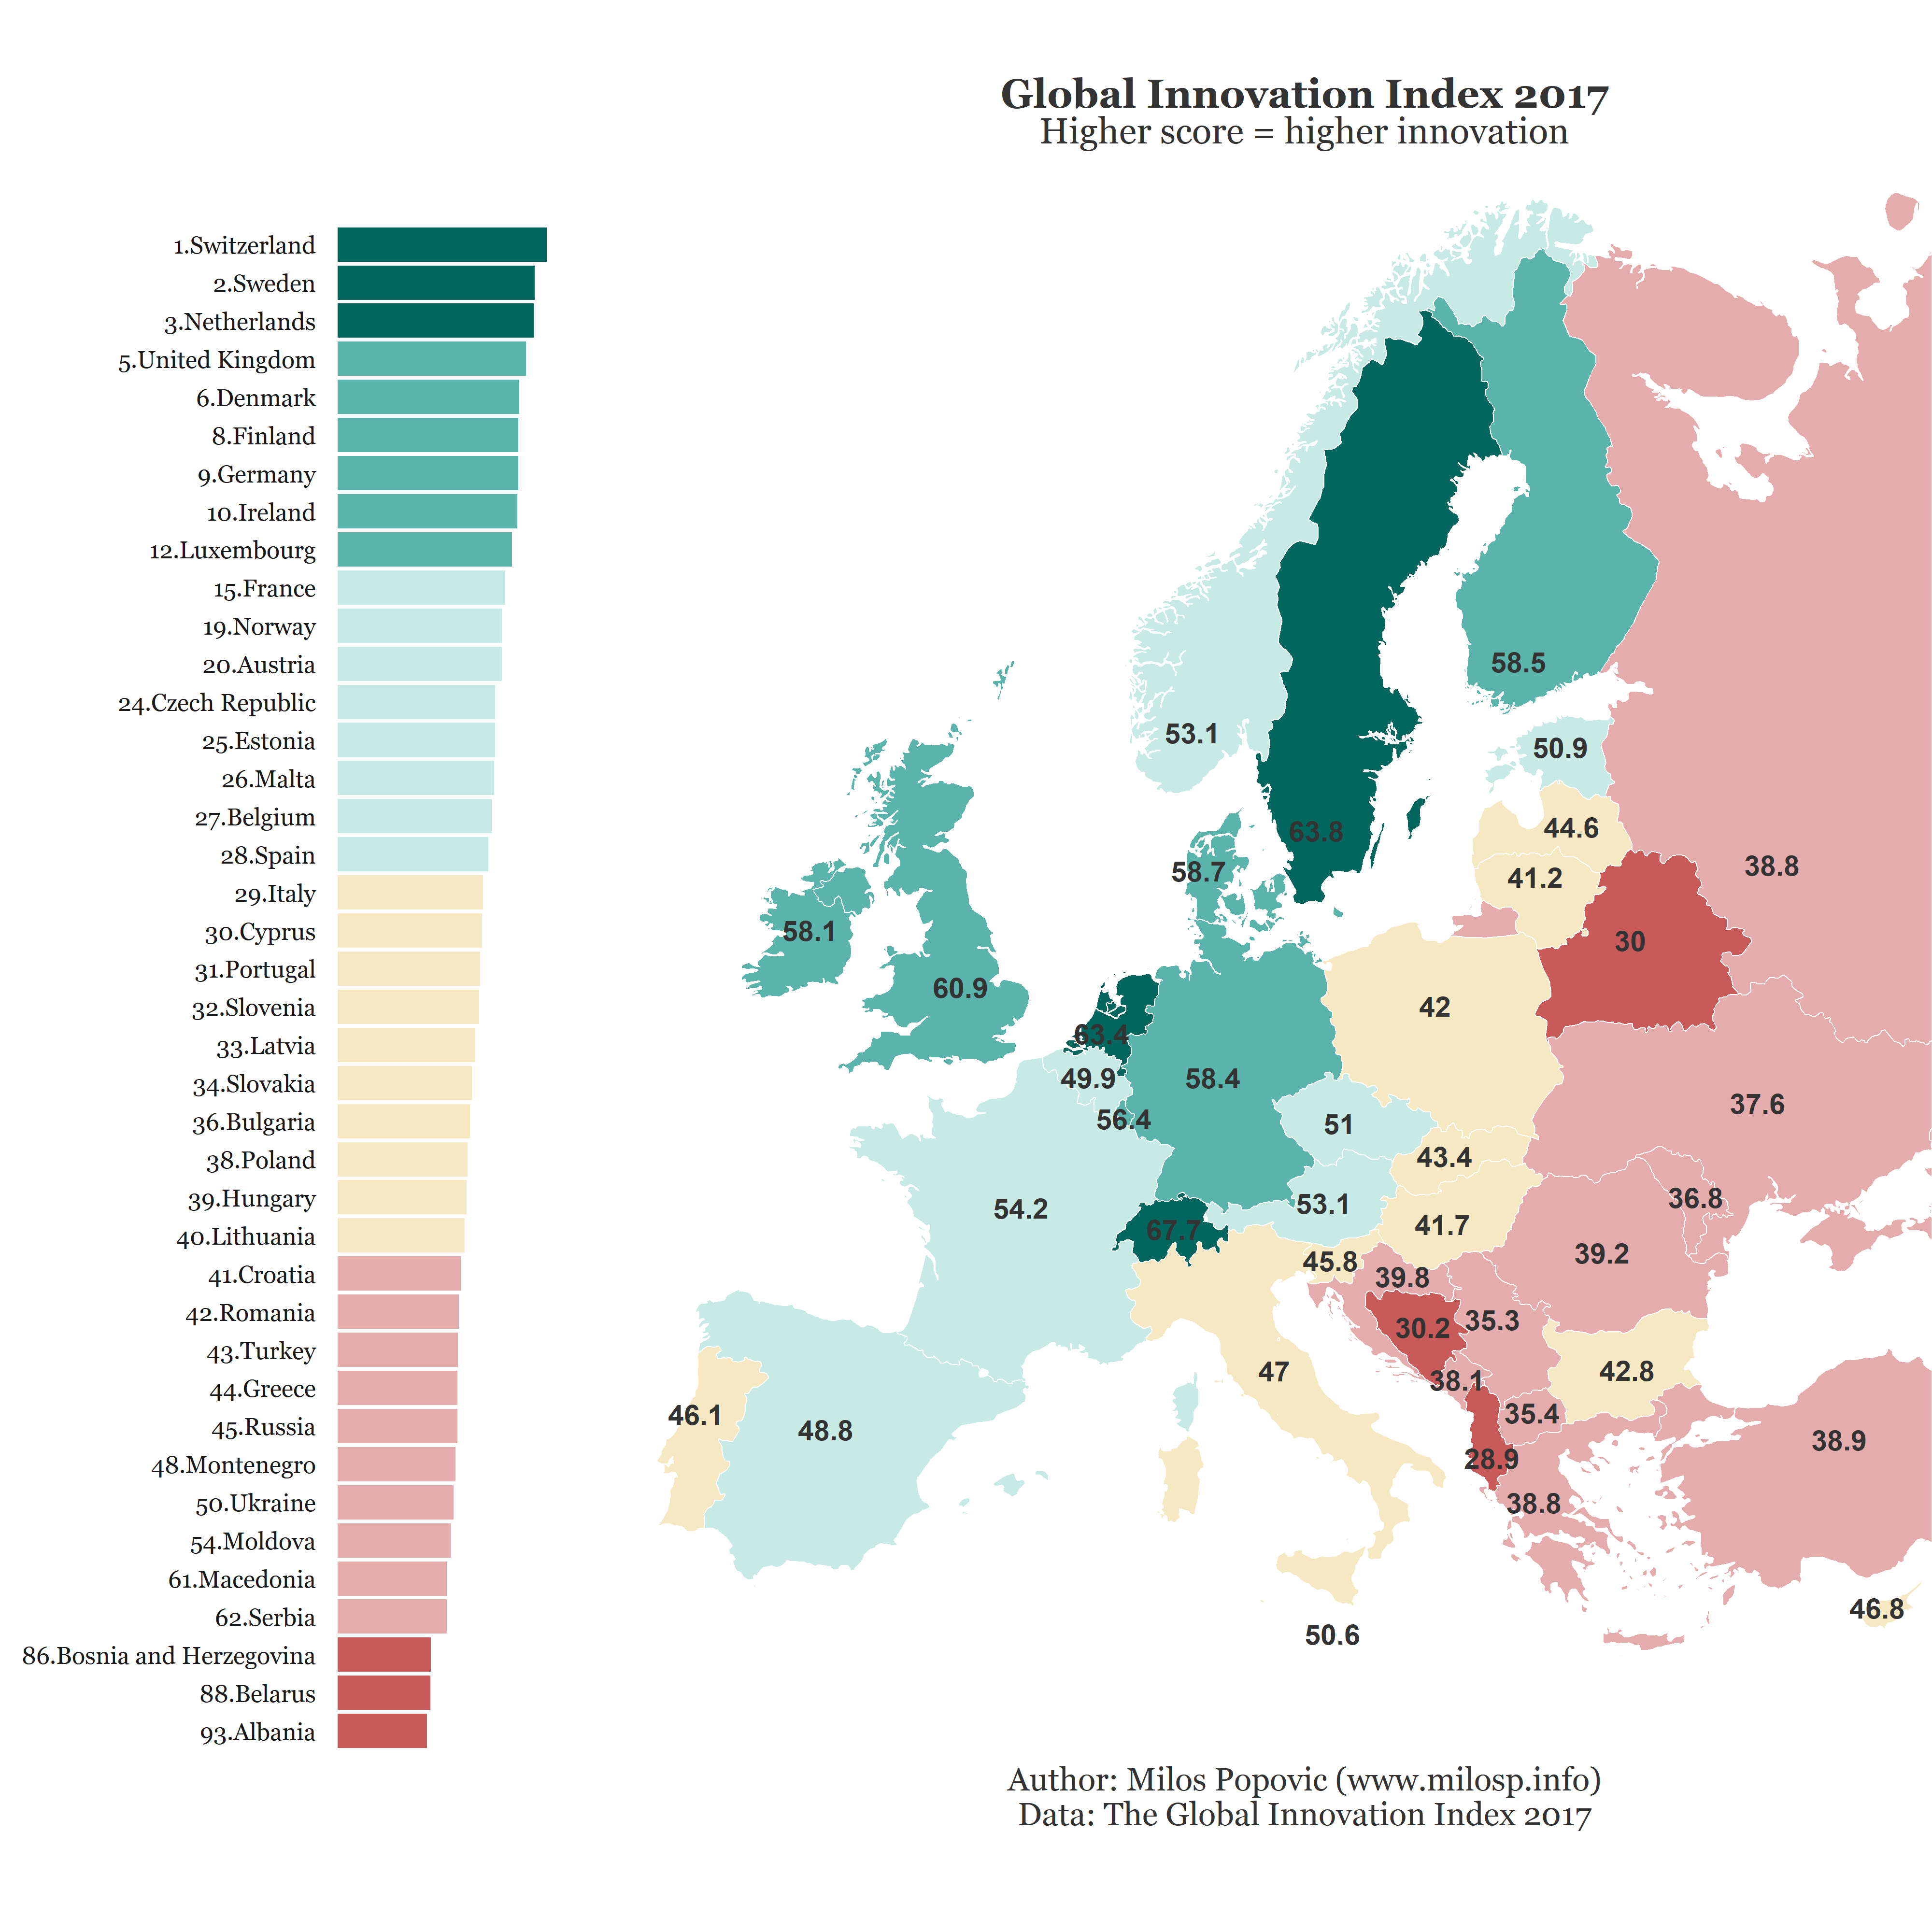 Global Innovation Index 2017
Higher score = higher innovation
1.Switzerland
2.Sweden
3.Netherlands
5.United Kingdom
6.Denmark
8.Finland
9.Germany
10.Ireland
12.Luxembourg
15.France
19.Norway
20.Austria
24.Czech Republic
25.Estonia
26.Malta
27.Belgium
28.Spain
29.Italy
30.Cyprus
31.Portugal
32.Slovenia
33.Latvia
34.Slovakia
36.Bulgaria
38.Poland
39.Hungary
40.Lithuania
41.Croatia
42.Romania
43.Turkey
44.Greece
45.Russia
48.Montenegro
50.Ukraine
54.Moldova
61.Macedonia
62.Serbia
86.Bosnia and Herzegovina
88.Belarus
93.Albania
58.5
53.1
50.9
44.6
63.8
38.8
58.7
41.2
58.1
30
60.9
42
63.4
49.9
58.4
37.6
56.4
51
43.4
36.8
53.1
54.2
41.7
67.7
39.2
45.8
39.8
35.3
30.2
47
42.8
38.1
46.1
35.4
48.8
38.9
28.9
38.8
46.8
50.6
Author: Milos Popovic (www.milosp.info)
Data: The Global Innovation Index 2017